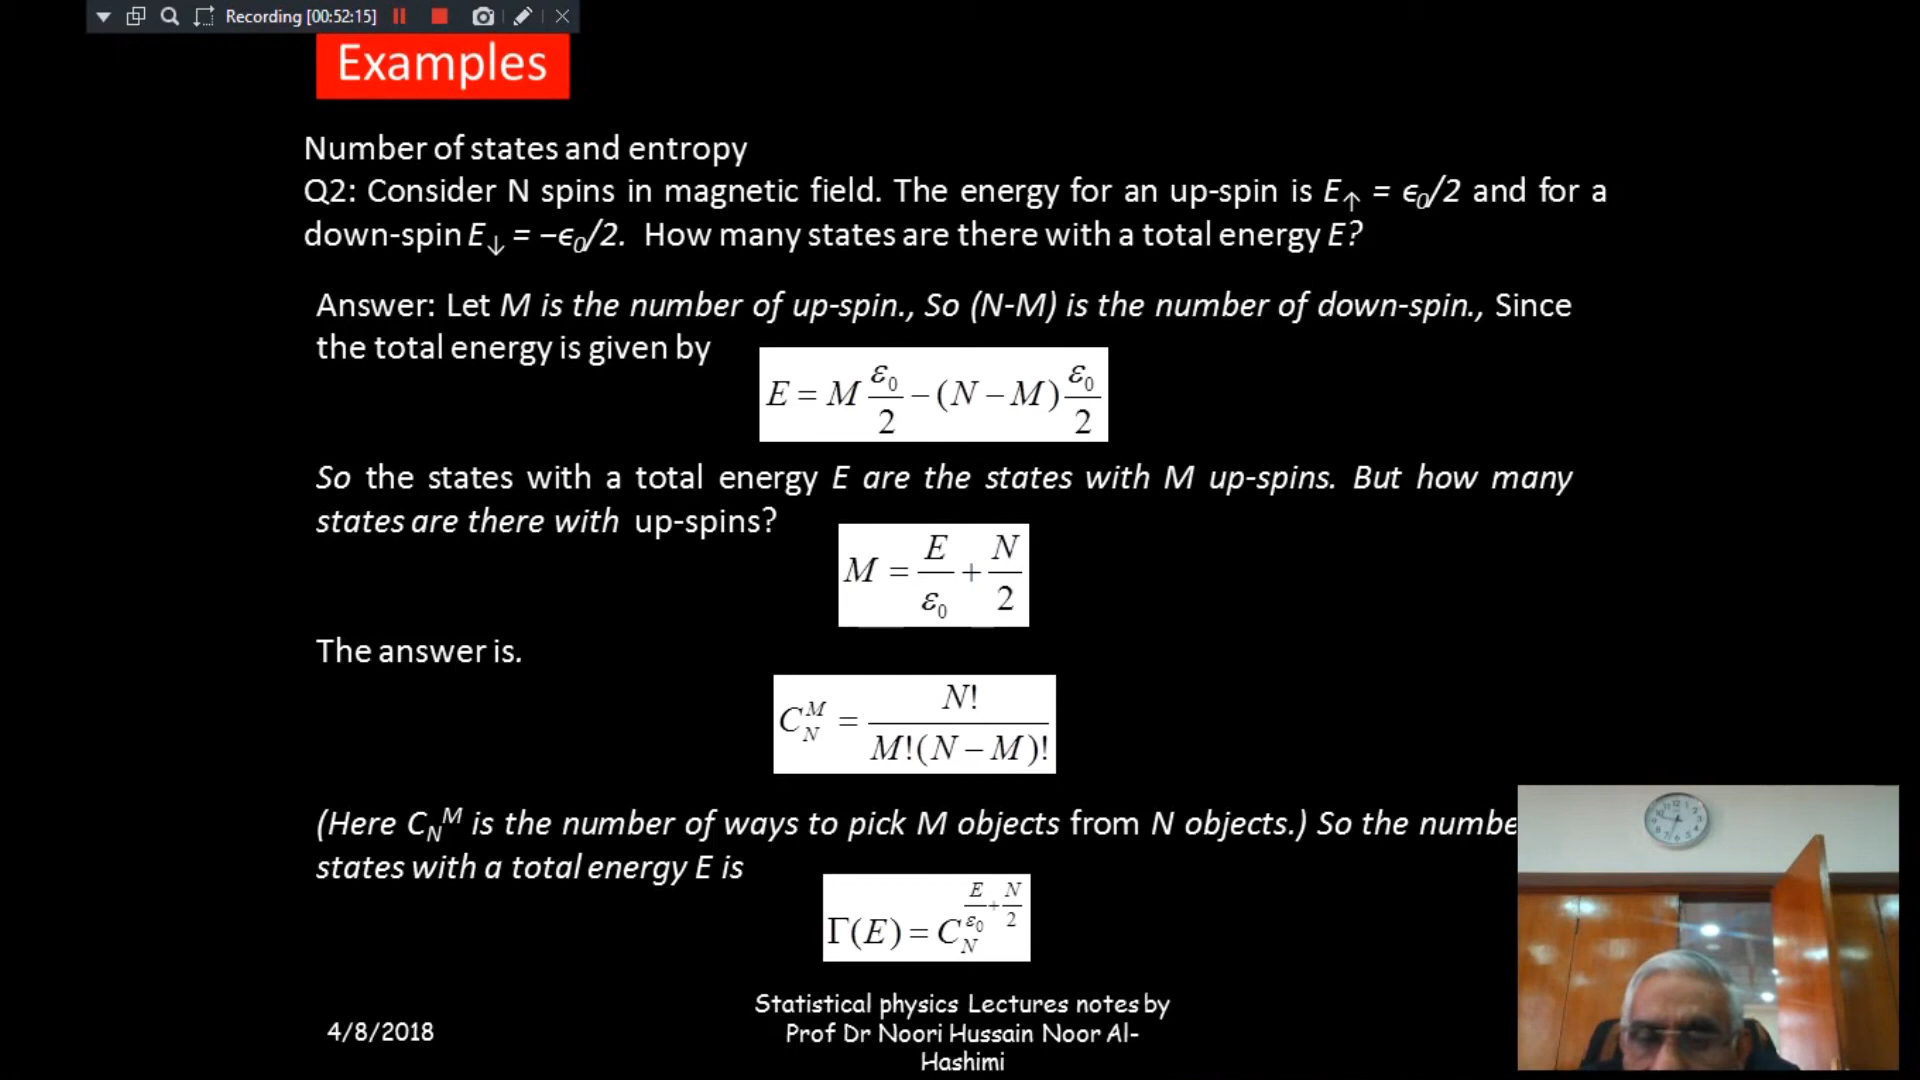 Recording [00:52:15]
Examples
Number of states and entropy
Q2: Consider N spins in magnetic field. The energy for an up-spin is E↑ = ϵ₀/2 and for a
down-spin E↓ = −ϵ₀/2. How many states are there with a total energy E?
Answer: Let M is the number of up-spin., So (N-M) is the number of down-spin., Since
the total energy is given by
E = M ε₀/2 − (N − M) ε₀/2
So the states with a total energy E are the states with M up-spins. But how many
states are there with up-spins?
M = E/ε₀ + N/2
The answer is.
C_N^M = N! / M!(N − M)!
(Here C_N^M is the number of ways to pick M objects from N objects.) So the numbe
states with a total energy E is
Γ(E) = C_N^(E/ε₀ + N/2)
4/8/2018
Statistical physics Lectures notes by
Prof Dr Noori Hussain Noor Al-
Hashimi